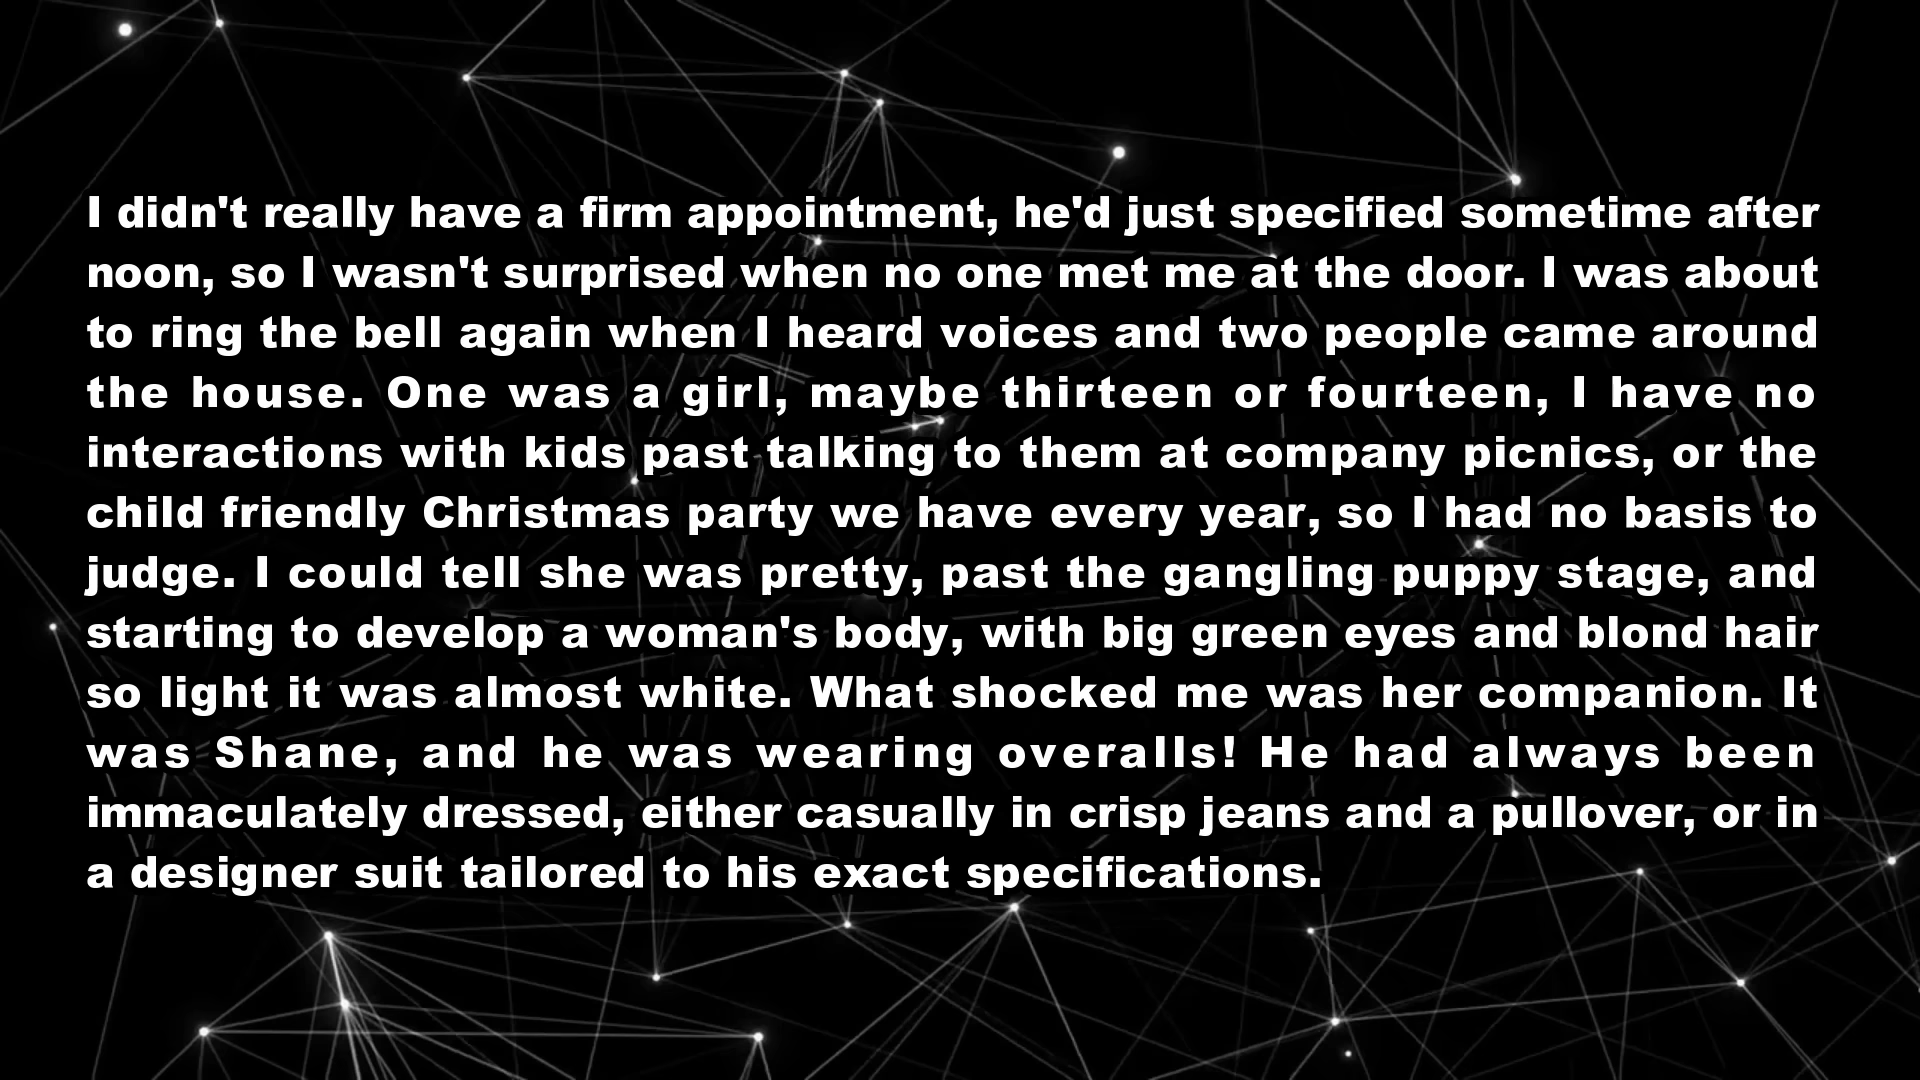 I didn't really have a firm appointment, he'd just specified sometime after
noon, so I wasn't surprised when no one met me at the door. I was about
to ring the bell again when I heard voices and two people came around
the house. One was a girl, maybe thirteen or fourteen, I have no
interactions with kids past talking to them at company picnics, or the
child friendly Christmas party we have every year, so I had no basis to
judge. I could tell she was pretty, past the gangling puppy stage, and
starting to develop a woman's body, with big green eyes and blond hair
so light it was almost white. What shocked me was her companion. It
was Shane, and he was wearing overalls! He had always been
immaculately dressed, either casually in crisp jeans and a pullover, or in
a designer suit tailored to his exact specifications.